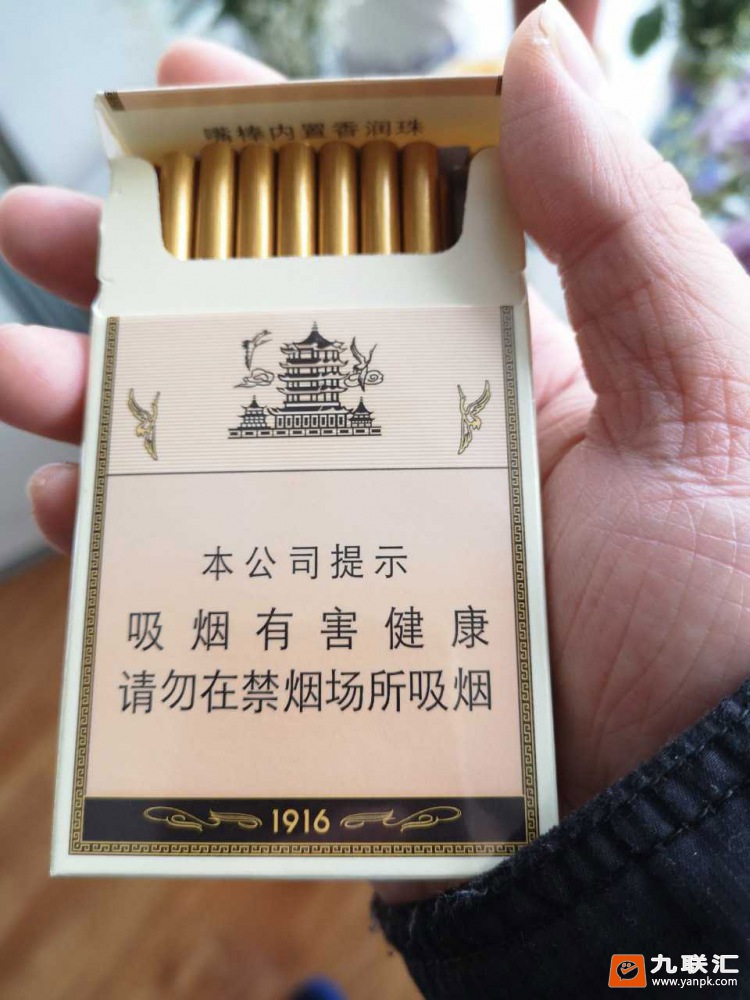 嘴棒内置香润珠
本公司提示
吸烟有害健康
请勿在禁烟场所吸烟
1916
九联汇
www.yanpk.com